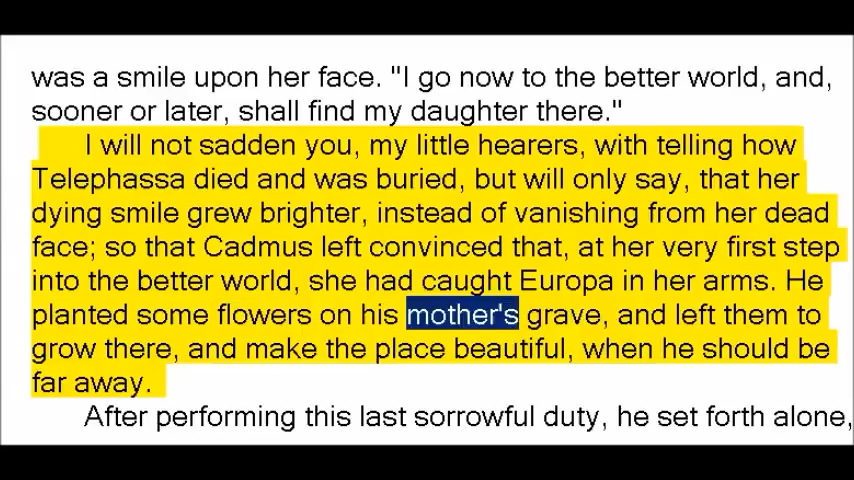 was a smile upon her face. "I go now to the better world, and,
sooner or later, shall find my daughter there."
I will not sadden you, my little hearers, with telling how
Telephassa died and was buried, but will only say, that her
dying smile grew brighter, instead of vanishing from her dead
face; so that Cadmus left convinced that, at her very first step
into the better world, she had caught Europa in her arms. He
planted some flowers on his mother's grave, and left them to
grow there, and make the place beautiful, when he should be
far away.
After performing this last sorrowful duty, he set forth alone,